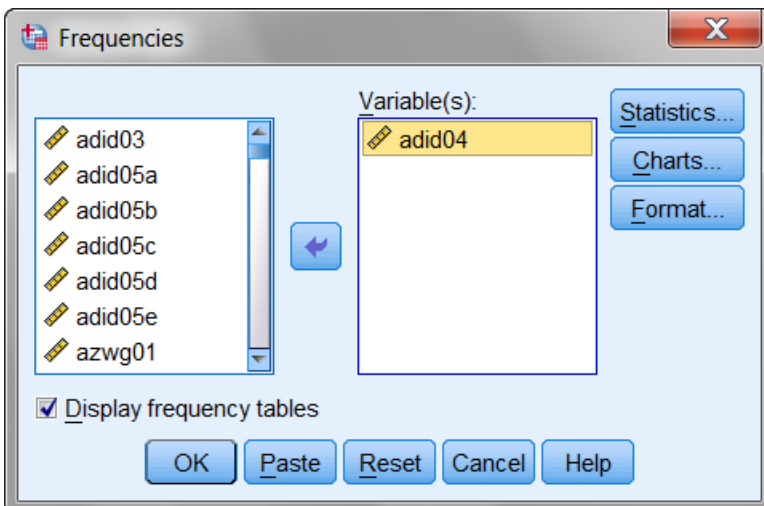 Frequencies
Variable(s):
adid03
adid05a
adid05b
adid05c
adid05d
adid05e
azwg01
adid04
Statistics...
Charts...
Format...
Display frequency tables
OK
Paste
Reset
Cancel
Help